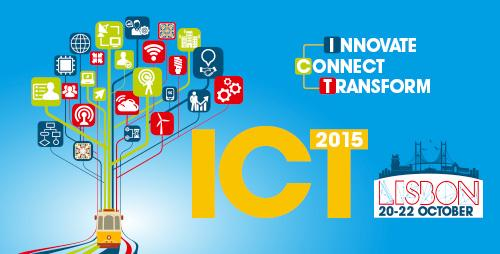 INNOVATE
CONNECT
TRANSFORM
ICT 2015
LISBON
20-22 OCTOBER